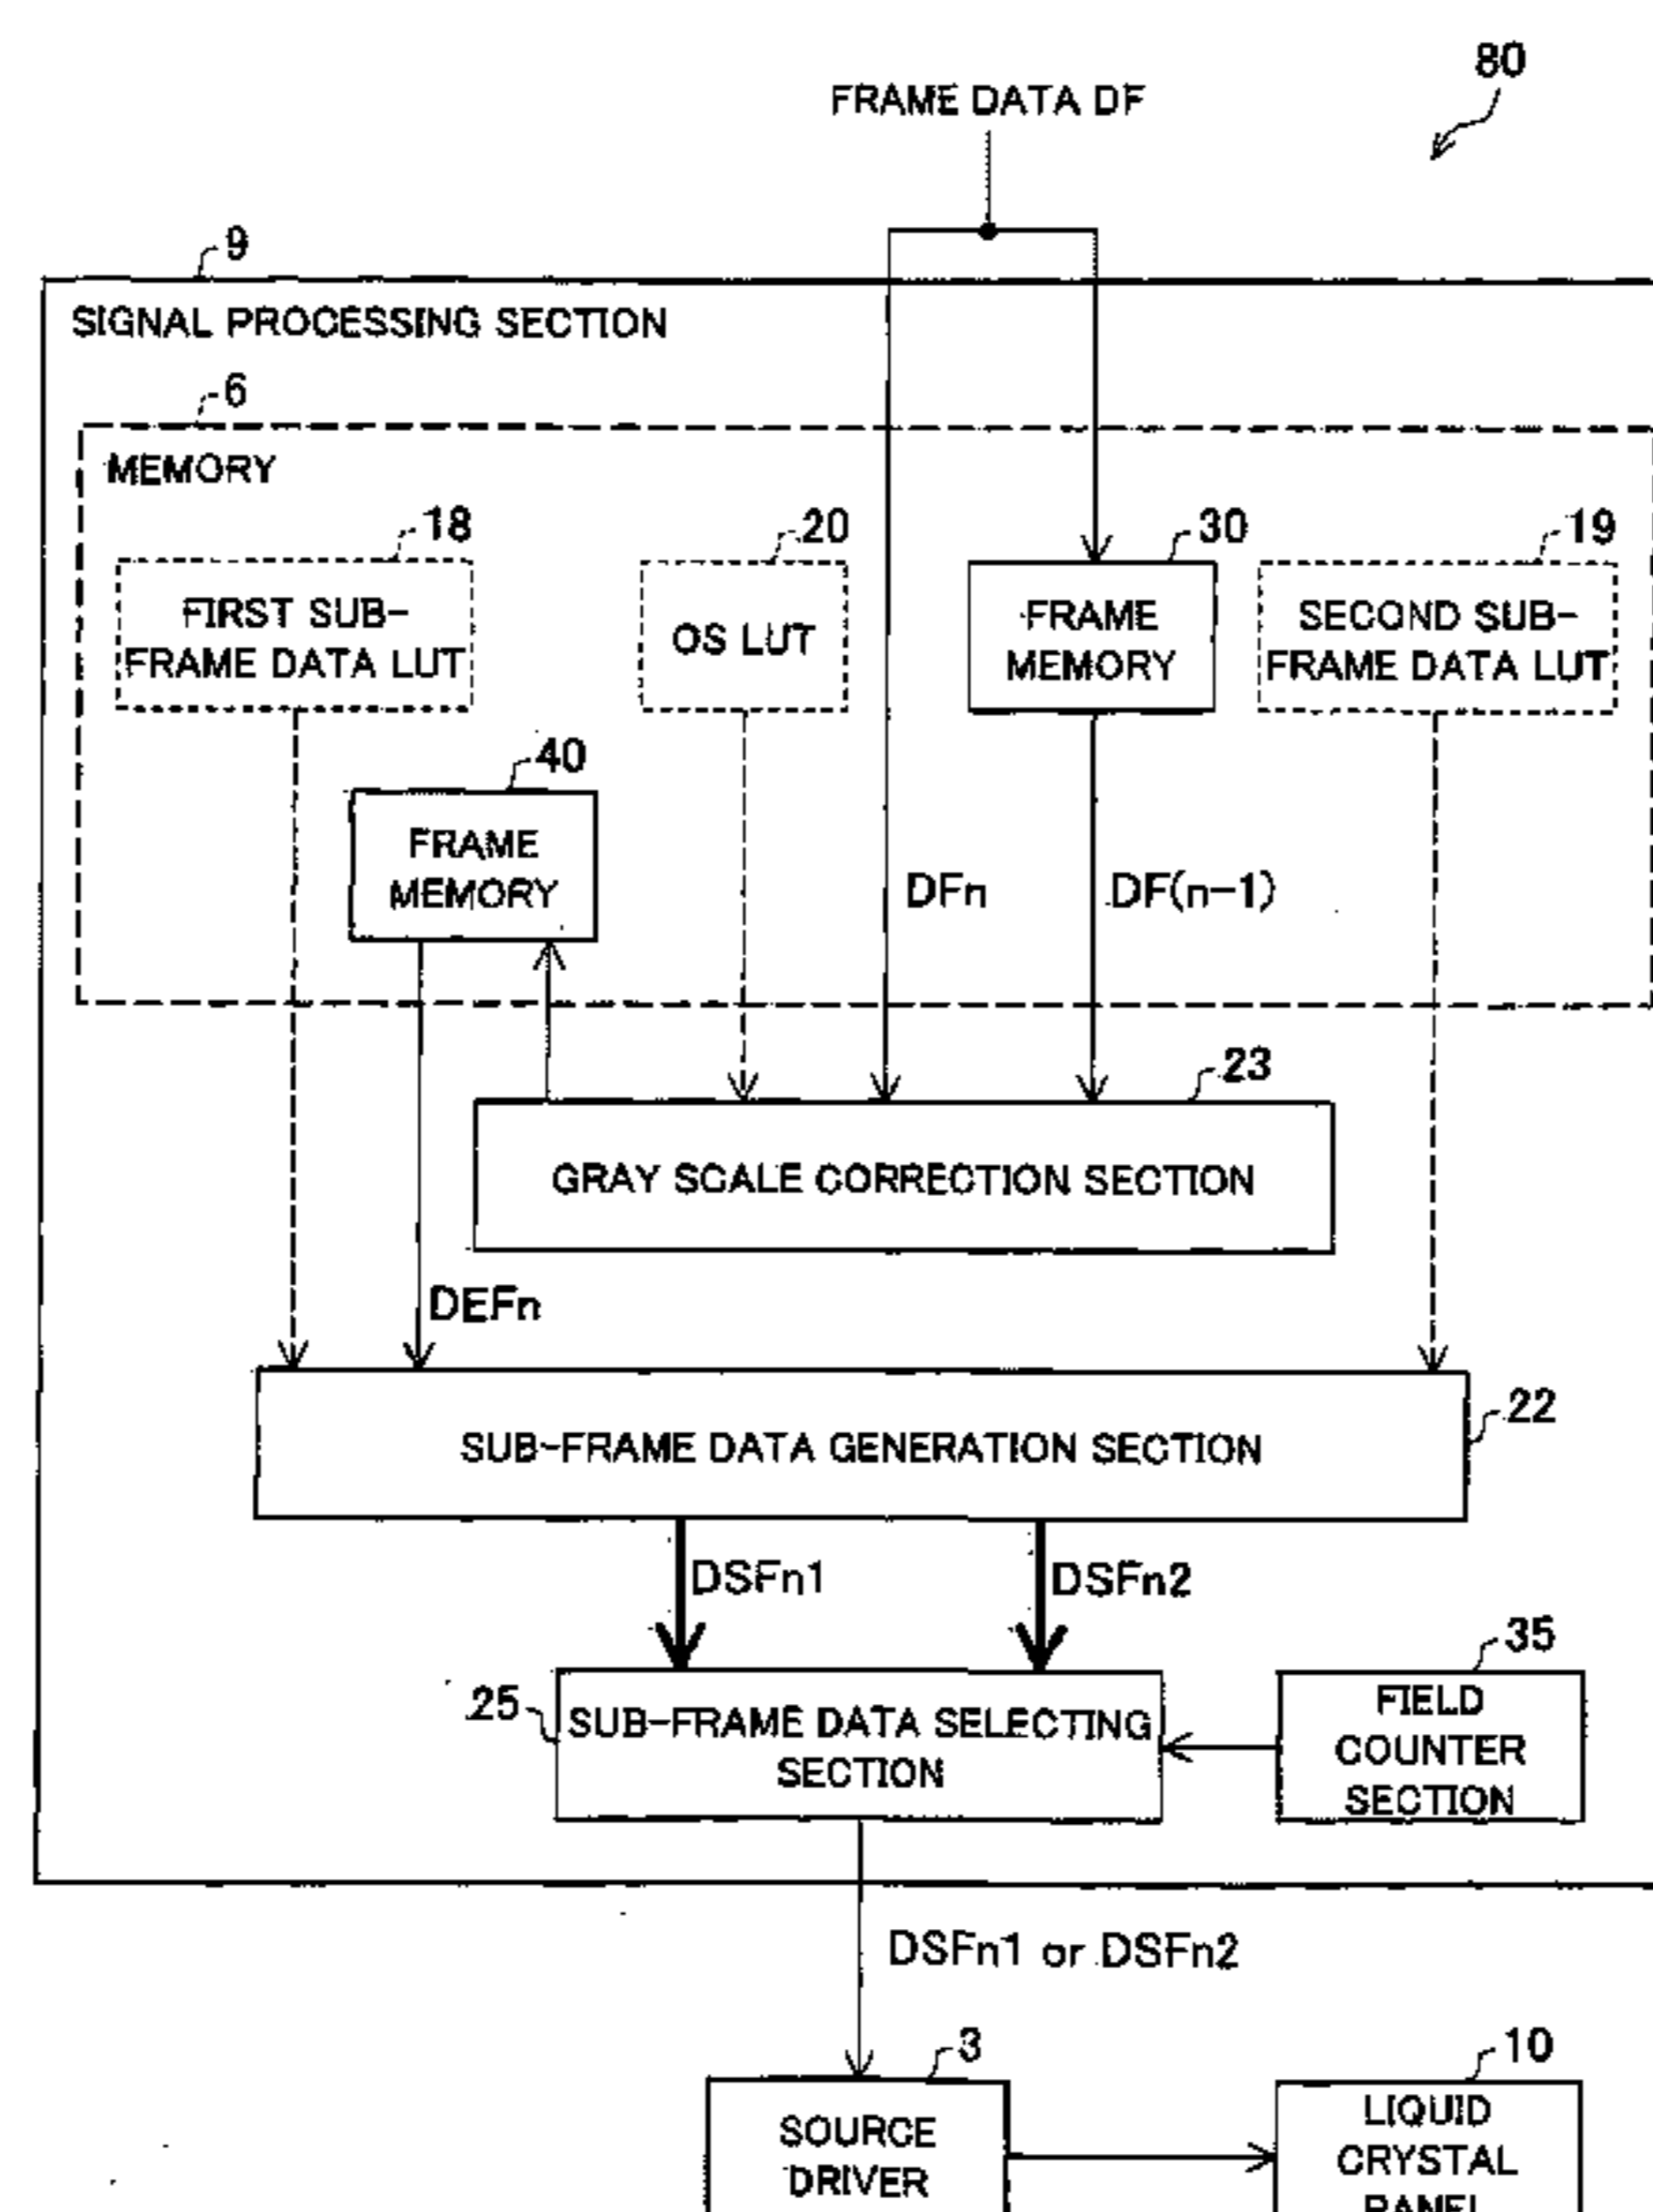 80
FRAME DATA DF
9
SIGNAL PROCESSING SECTION
6
MEMORY
18
20
30
19
FIRST SUB-
FRAME DATA LUT
OS LUT
FRAME
MEMORY
SECOND SUB-
FRAME DATA LUT
40
FRAME
MEMORY
DFn
DF(n-1)
23
GRAY SCALE CORRECTION SECTION
DEFn
22
SUB-FRAME DATA GENERATION SECTION
DSFn1
DSFn2
35
25
SUB-FRAME DATA SELECTING
SECTION
FIELD
COUNTER
SECTION
DSFn1 or DSFn2
3
10
SOURCE
DRIVER
LIQUID
CRYSTAL
PANEL